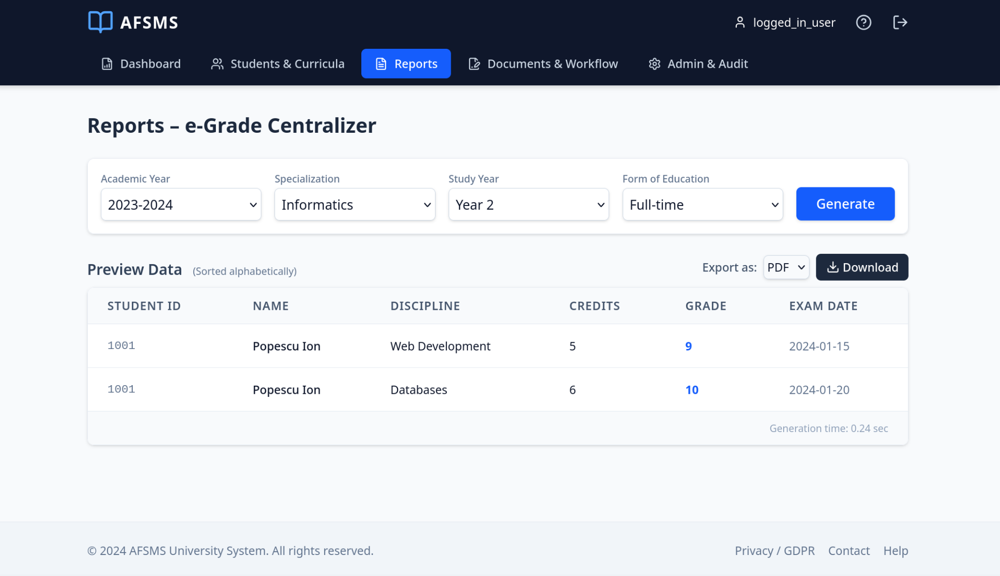 AFSMS
logged_in_user
Dashboard
Students & Curricula
Reports
Documents & Workflow
Admin & Audit
Reports – e-Grade Centralizer
Academic Year
Specialization
Study Year
Form of Education
2023-2024
Informatics
Year 2
Full-time
Generate
Preview Data (Sorted alphabetically)
Export as: PDF Download
STUDENT ID NAME DISCIPLINE CREDITS GRADE EXAM DATE
1001 Popescu Ion Web Development 5 9 2024-01-15
1001 Popescu Ion Databases 6 10 2024-01-20
Generation time: 0.24 sec
© 2024 AFSMS University System. All rights reserved.
Privacy / GDPR Contact Help